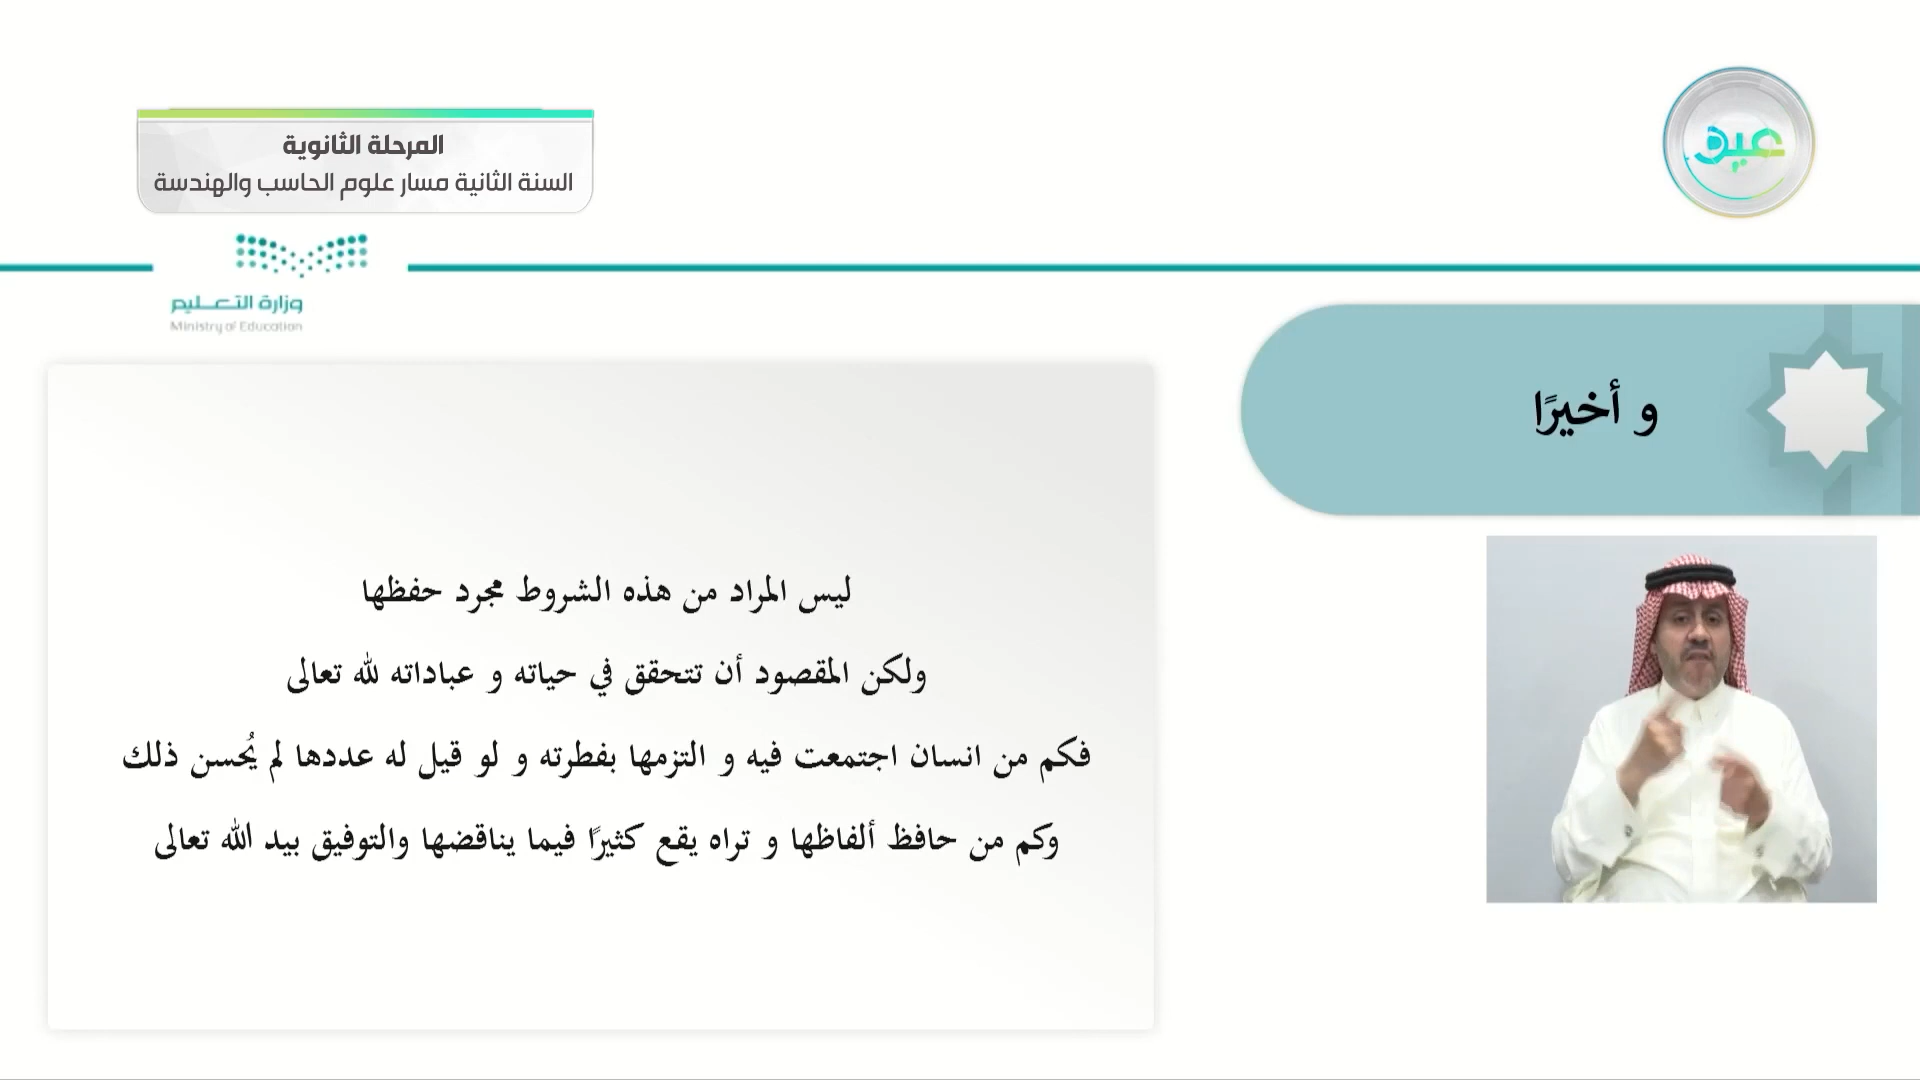 عين
المرحلة الثانوية
السنة الثانية مسار علوم الحاسب والهندسة
وزارة التعـــليم
Ministry of Education
و أخيرًا
ليس المراد من هذه الشروط مجرد حفظها
ولكن المقصود أن تتحقق في حياته و عباداته لله تعالى
فكم من انسان اجتمعت فيه و التزمها بفطرته و لو قيل له عددها لم يُحسن ذلك
وكم من حافظ ألفاظها و تراه يقع كثيرًا فيما يناقضها والتوفيق بيد الله تعالى